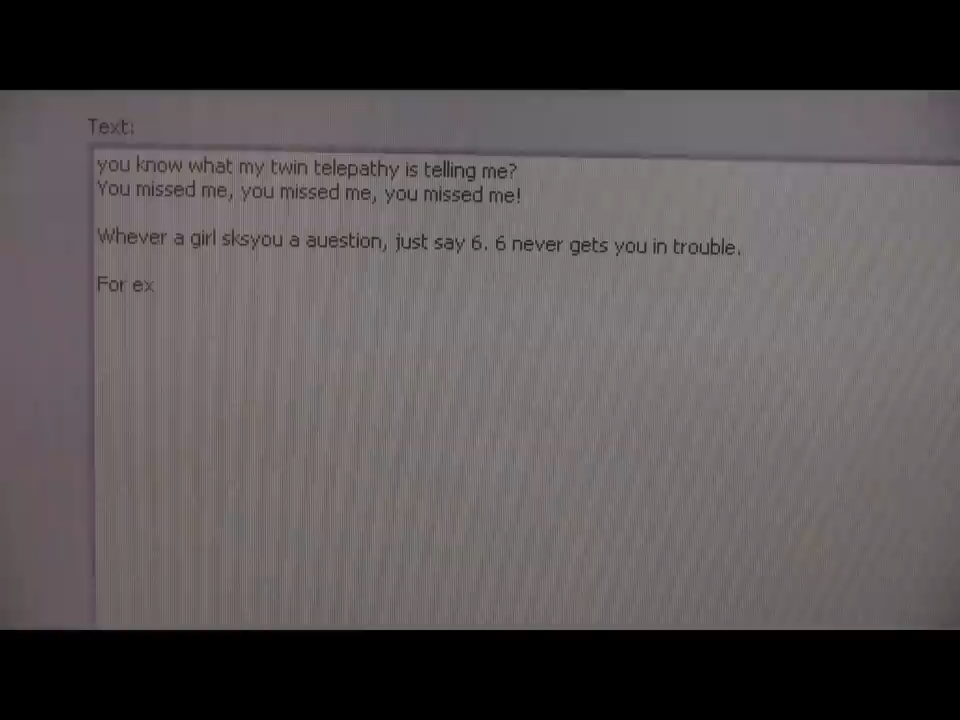 Text:
you know what my twin telepathy is telling me?
You missed me, you missed me, you missed me!
Whever a girl sksyou a auestion, just say 6. 6 never gets you in trouble.
For ex